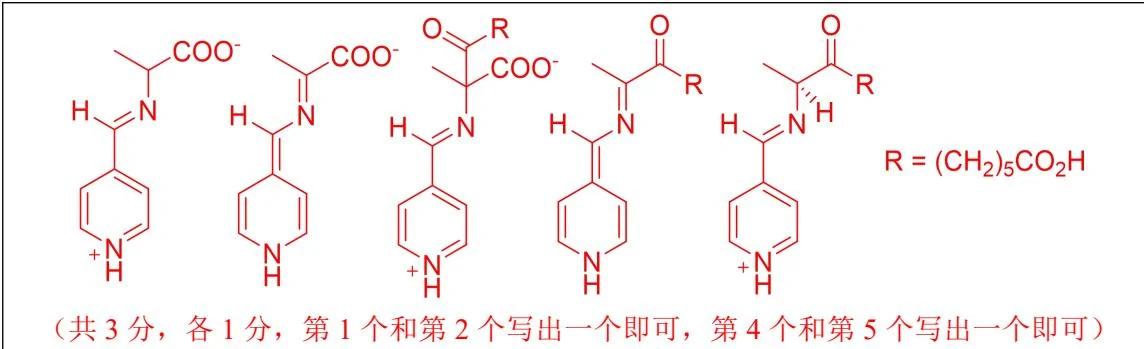 COO⁻ COO⁻ O R COO⁻ O R O R
H N H N H N H N H N H
R = (CH₂)₅CO₂H
+ N H N H + N H N H + N H
(共 3 分,各 1 分,第 1 个和第 2 个写出一个即可,第 4 个和第 5 个写出一个即可)